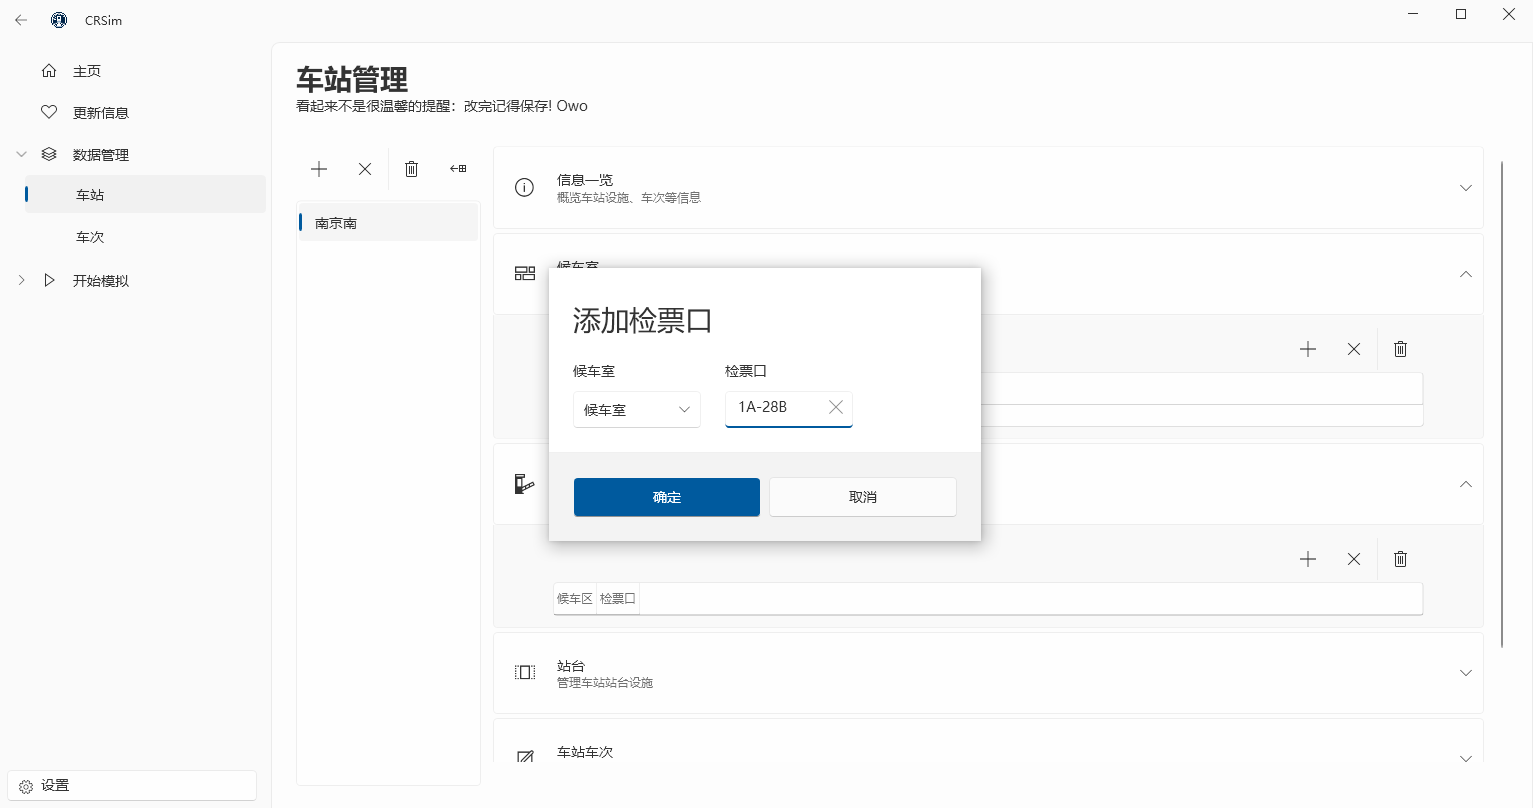 CRSim
主页
更新信息
数据管理
车站
车次
开始模拟
设置
车站管理
看起来不是很温馨的提醒：改完记得保存! Owo
南京南
信息一览
概览车站设施、车次等信息
候车室
添加检票口
候车室
检票口
候车室
1A-28B
确定
取消
候车区
检票口
站台
管理车站站台设施
车站车次